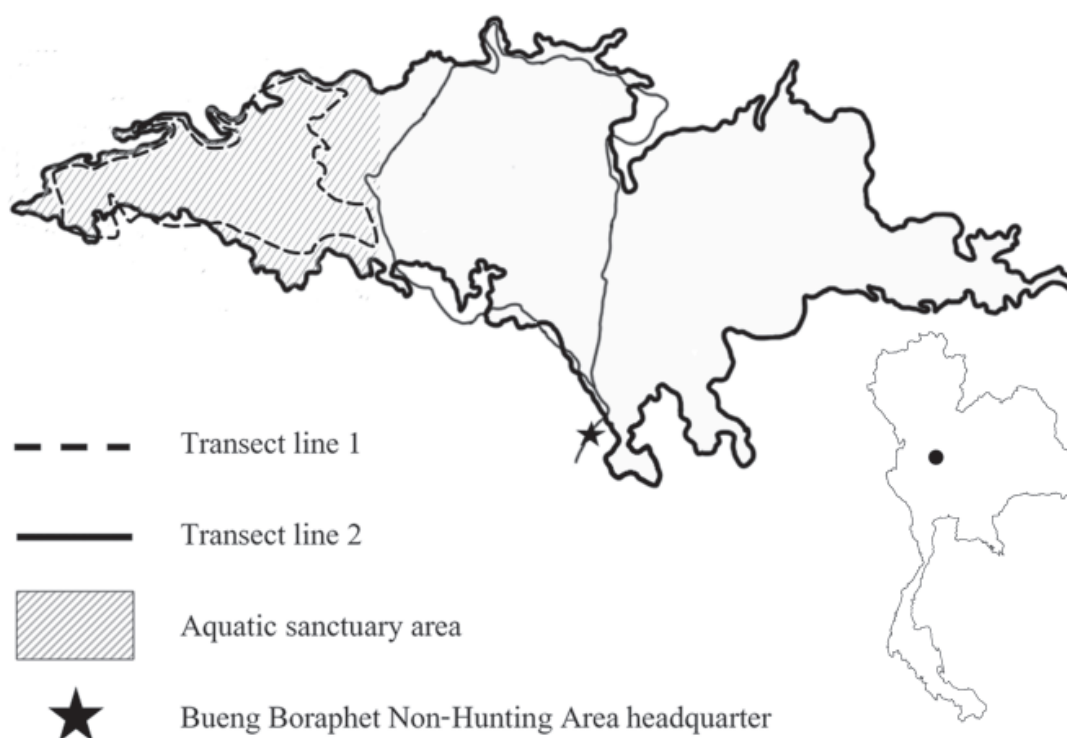 Transect line 1
Transect line 2
Aquatic sanctuary area
Bueng Boraphet Non-Hunting Area headquarter